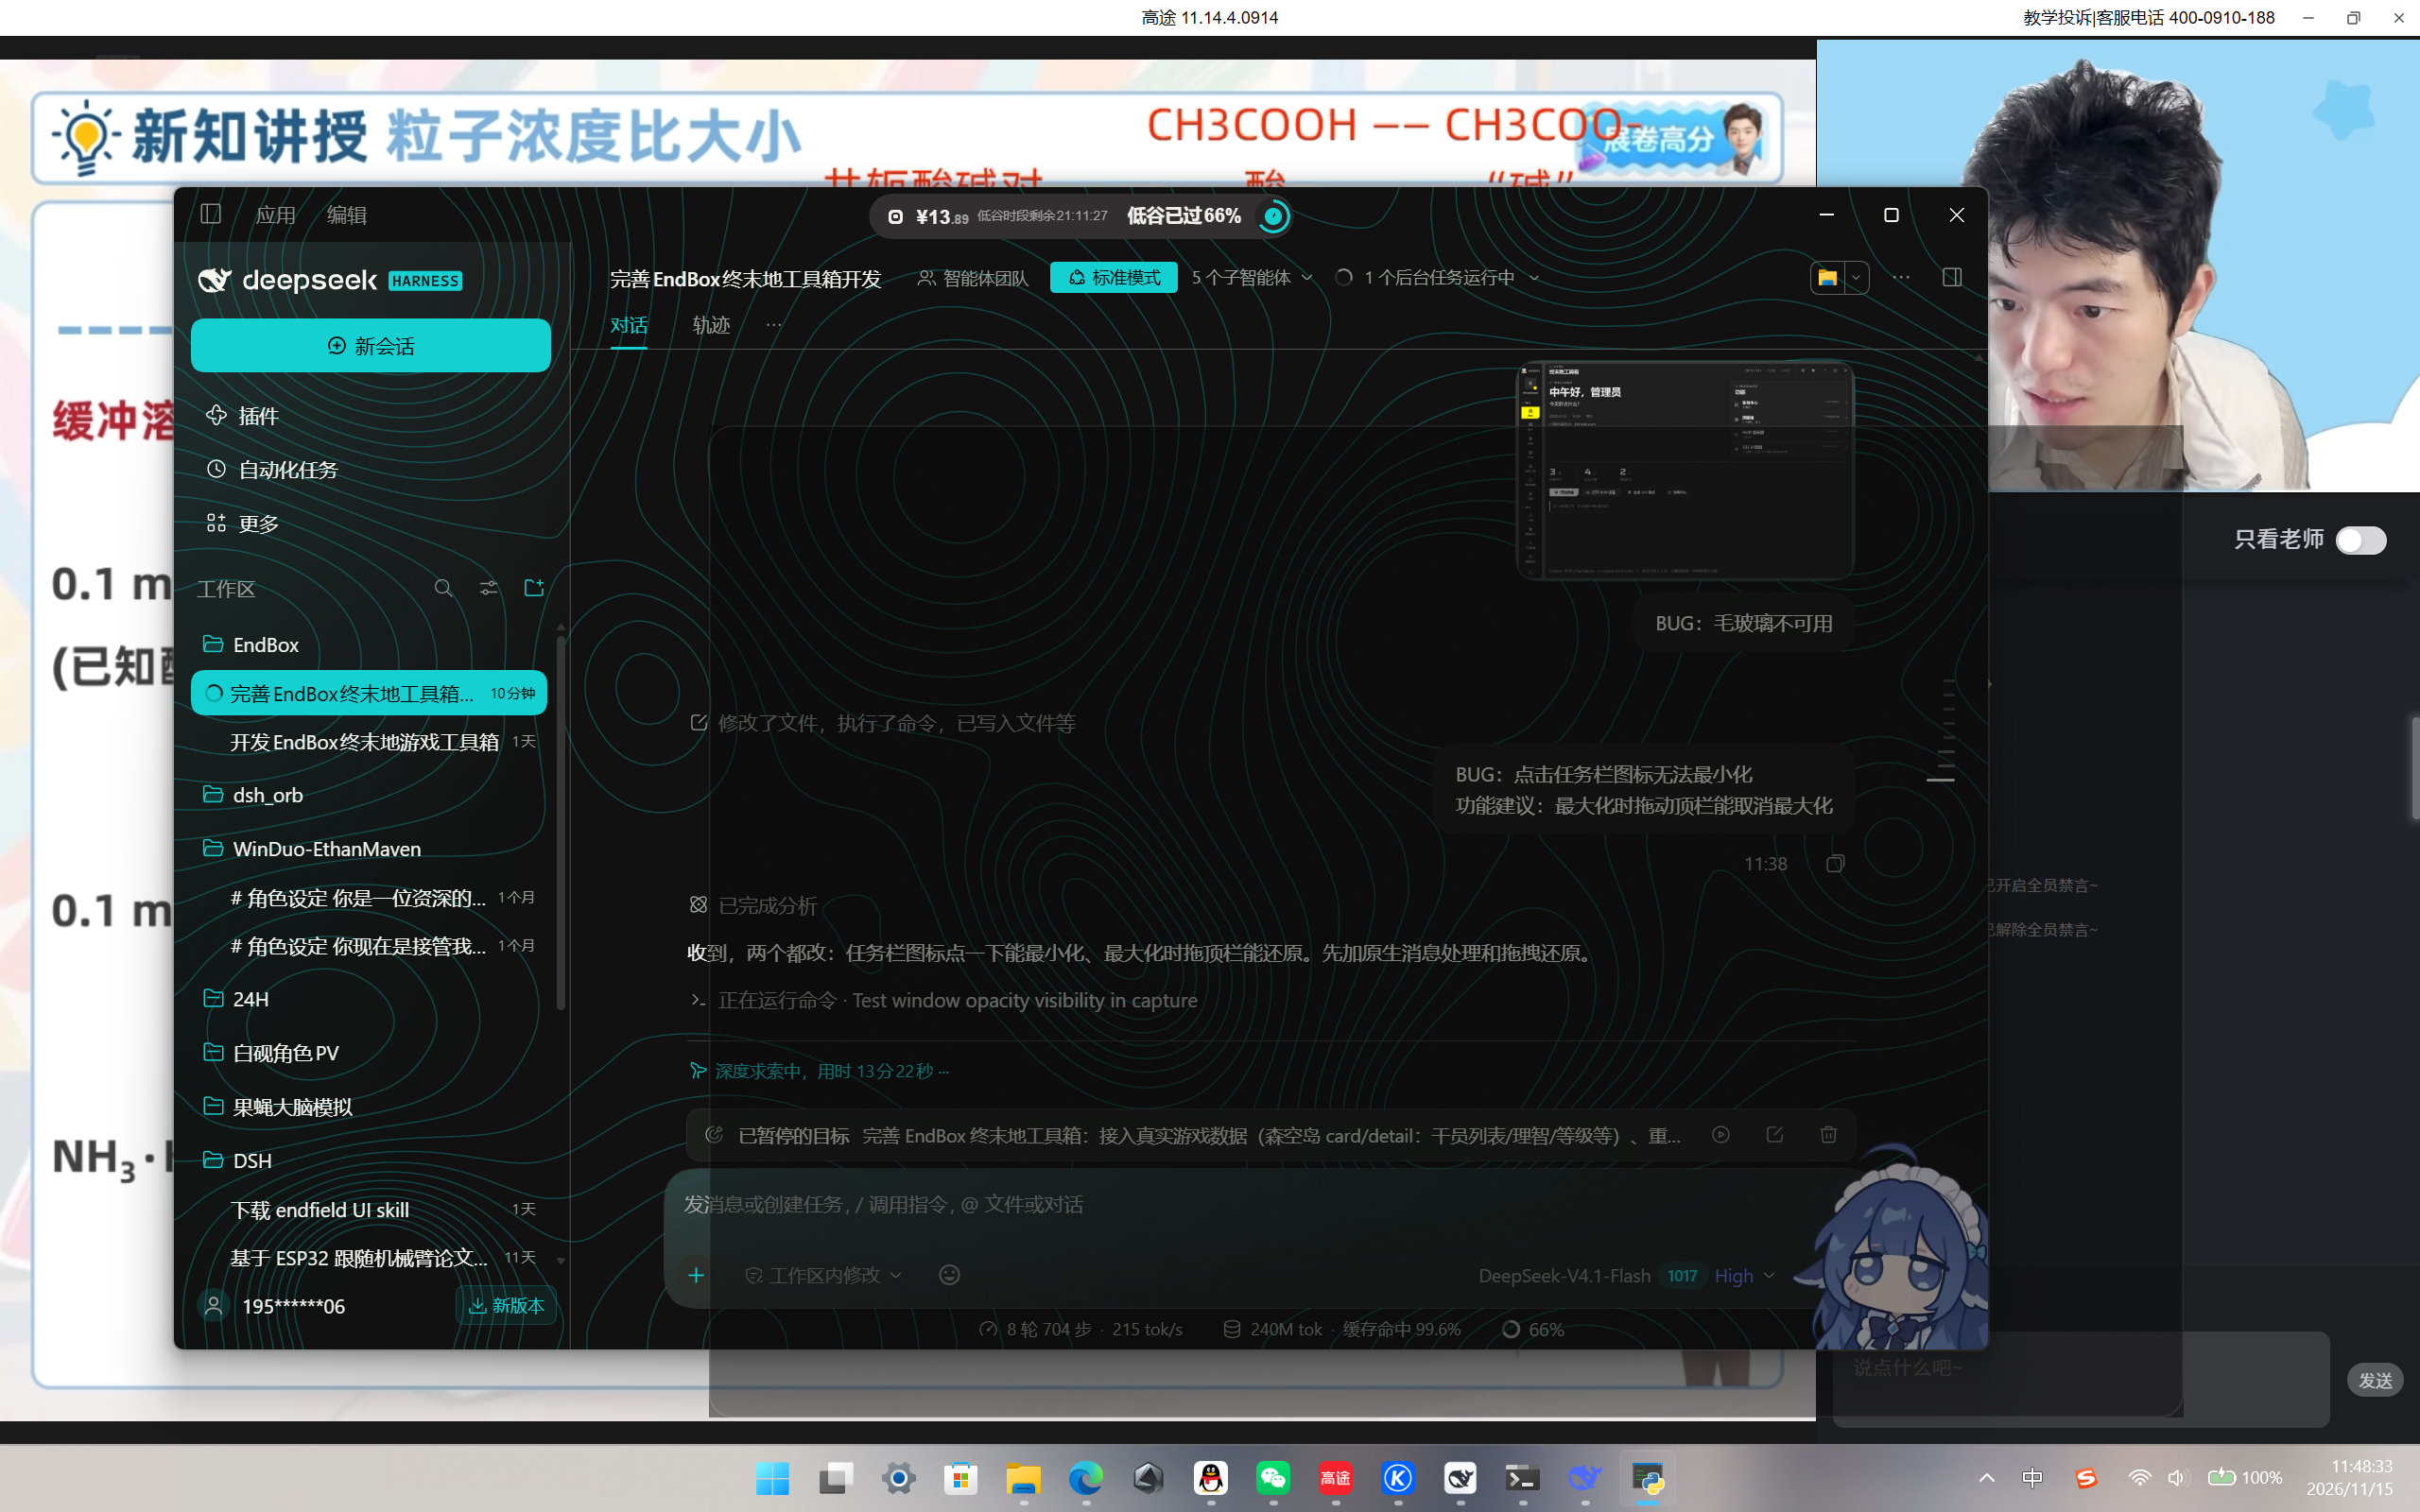 高途 11.14.4.0914
教学投诉|客服电话 400-0910-188
新知讲授 粒子浓度比大小
CH3COOH —— CH3COO-
展卷高分
共轭酸碱对 酸 “碱”
缓冲溶
0.1 m
(已知
0.1 m
NH₃·
应用 编辑
¥13.89 低谷时段剩余21:11:27 低谷已过66%
deepseek HARNESS
新会话
插件
自动化任务
更多
工作区
EndBox
完善EndBox终末地工具箱... 10分钟
开发EndBox终末地游戏工具箱 1天
dsh_orb
WinDuo-EthanMaven
# 角色设定 你是一位资深的... 1个月
# 角色设定 你现在是接管我... 1个月
24H
白砚角色PV
果蝇大脑模拟
DSH
下载 endfield UI skill 1天
基于 ESP32 跟随机械臂论文... 11天
195******06 新版本
完善EndBox终末地工具箱开发 智能体团队 标准模式 5 个子智能体 1 个后台任务运行中
对话 轨迹 ...
终末地工具箱
中午好，管理员
功能
3 4 2
BUG：毛玻璃不可用
修改了文件，执行了命令，已写入文件等
BUG：点击任务栏图标无法最小化
功能建议：最大化时拖动顶栏能取消最大化
11:38
已完成分析
收到，两个都改：任务栏图标点一下能最小化、最大化时拖顶栏能还原。先加原生消息处理和拖拽还原。
正在运行命令 · Test window opacity visibility in capture
深度求索中，用时 13分22秒 ...
已暂停的目标 完善 EndBox 终末地工具箱：接入真实游戏数据（森空岛 card/detail：干员列表/理智/等级等）、重...
发消息或创建任务, / 调用指令, @ 文件或对话
工作区内修改
DeepSeek-V4.1-Flash 1017 High
8 轮 704 步 · 215 tok/s 240M tok · 缓存命中 99.6% 66%
只看老师
已开启全员禁言~
已解除全员禁言~
说点什么吧~
发送
高途
中
100%
11:48:33
2026/11/15